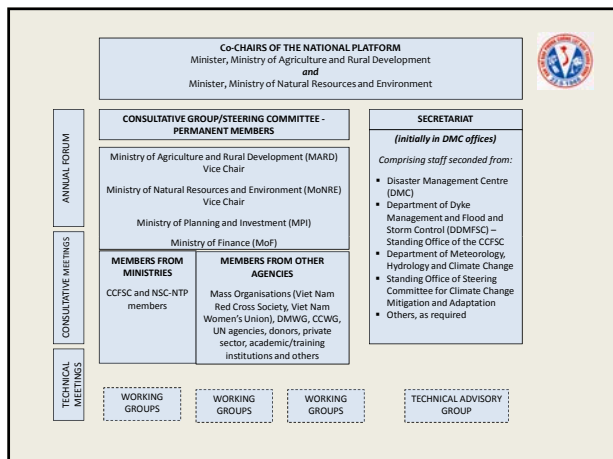 Co-CHAIRS OF THE NATIONAL PLATFORM
Minister, Ministry of Agriculture and Rural Development
and
Minister, Ministry of Natural Resources and Environment
ANNUAL FORUM
CONSULTATIVE MEETINGS
TECHNICAL MEETINGS
CONSULTATIVE GROUP/STEERING COMMITTEE -
PERMANENT MEMBERS
Ministry of Agriculture and Rural Development (MARD)
Vice Chair
Ministry of Natural Resources and Environment (MoNRE)
Vice Chair
Ministry of Planning and Investment (MPI)
Ministry of Finance (MoF)
MEMBERS FROM
MINISTRIES
CCFSC and NSC-NTP
members
MEMBERS FROM OTHER
AGENCIES
Mass Organisations (Viet Nam
Red Cross Society, Viet Nam
Women's Union), DMWG, CCWG,
UN agencies, donors, private
sector, academic/training
institutions and others
SECRETARIAT
(initially in DMC offices)
Comprising staff seconded from:
▪ Disaster Management Centre
(DMC)
▪ Department of Dyke
Management and Flood and
Storm Control (DDMFSC) –
Standing Office of the CCFSC
▪ Department of Meteorology,
Hydrology and Climate Change
▪ Standing Office of Steering
Committee for Climate Change
Mitigation and Adaptation
▪ Others, as required
WORKING
GROUPS
WORKING
GROUPS
WORKING
GROUPS
TECHNICAL ADVISORY
GROUP